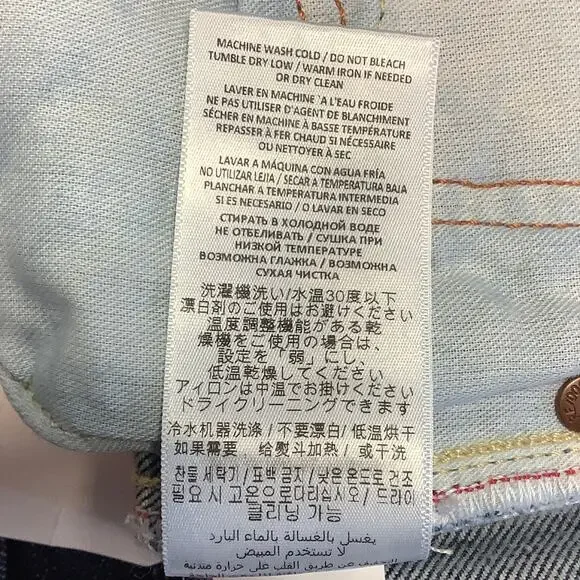 MACHINE WASH COLD / DO NOT BLEACH
TUMBLE DRY LOW / WARM IRON IF NEEDED
OR DRY CLEAN
LAVER EN MACHINE `A L'EAU FROIDE
NE PAS UTILISER D'AGENT DE BLANCHIMENT
SÉCHER EN MACHINE À BASSE TEMPÉRATURE
REPASSER À FER CHAUD SI NÉCESSAIRE
OU NETTOYER À SEC
LAVAR A MÁQUINA CON AGUA FRÍA
NO UTILIZAR LEJIA / SECAR A TEMPERATURA BAJA
PLANCHAR A TEMPERATURA INTERMEDIA
SI ES NECESARIO / O LAVAR EN SECO
СТИРАТЬ В ХОЛОДНОЙ ВОДЕ
НЕ ОТБЕЛИВАТЬ / СУШКА ПРИ
НИЗКОЙ ТЕМПЕРАТУРЕ
ВОЗМОЖНА ГЛАЖКА / ВОЗМОЖНА
СУХАЯ ЧИСТКА
洗濯機洗い/水温30度以下
漂白剤のご使用はお避けください
温度調整機能がある乾
燥機をご使用の場合は、
設定を「弱」にし、
低温乾燥してください
アイロンは中温でお掛けください
ドライクリーニングできます
冷水机器洗涤 / 不要漂白/ 低温烘干
如果需要 给熨斗加热 / 或干洗
찬물 세탁기 / 표백 금지 / 낮은 온도로 건조
필요 시 고온으로 다리십시오 / 드라이
클리닝 가능
يغسل بالغسالة بالماء البارد
لا تستخدم المبيض
عن طريق القلب على حرارة متدنية